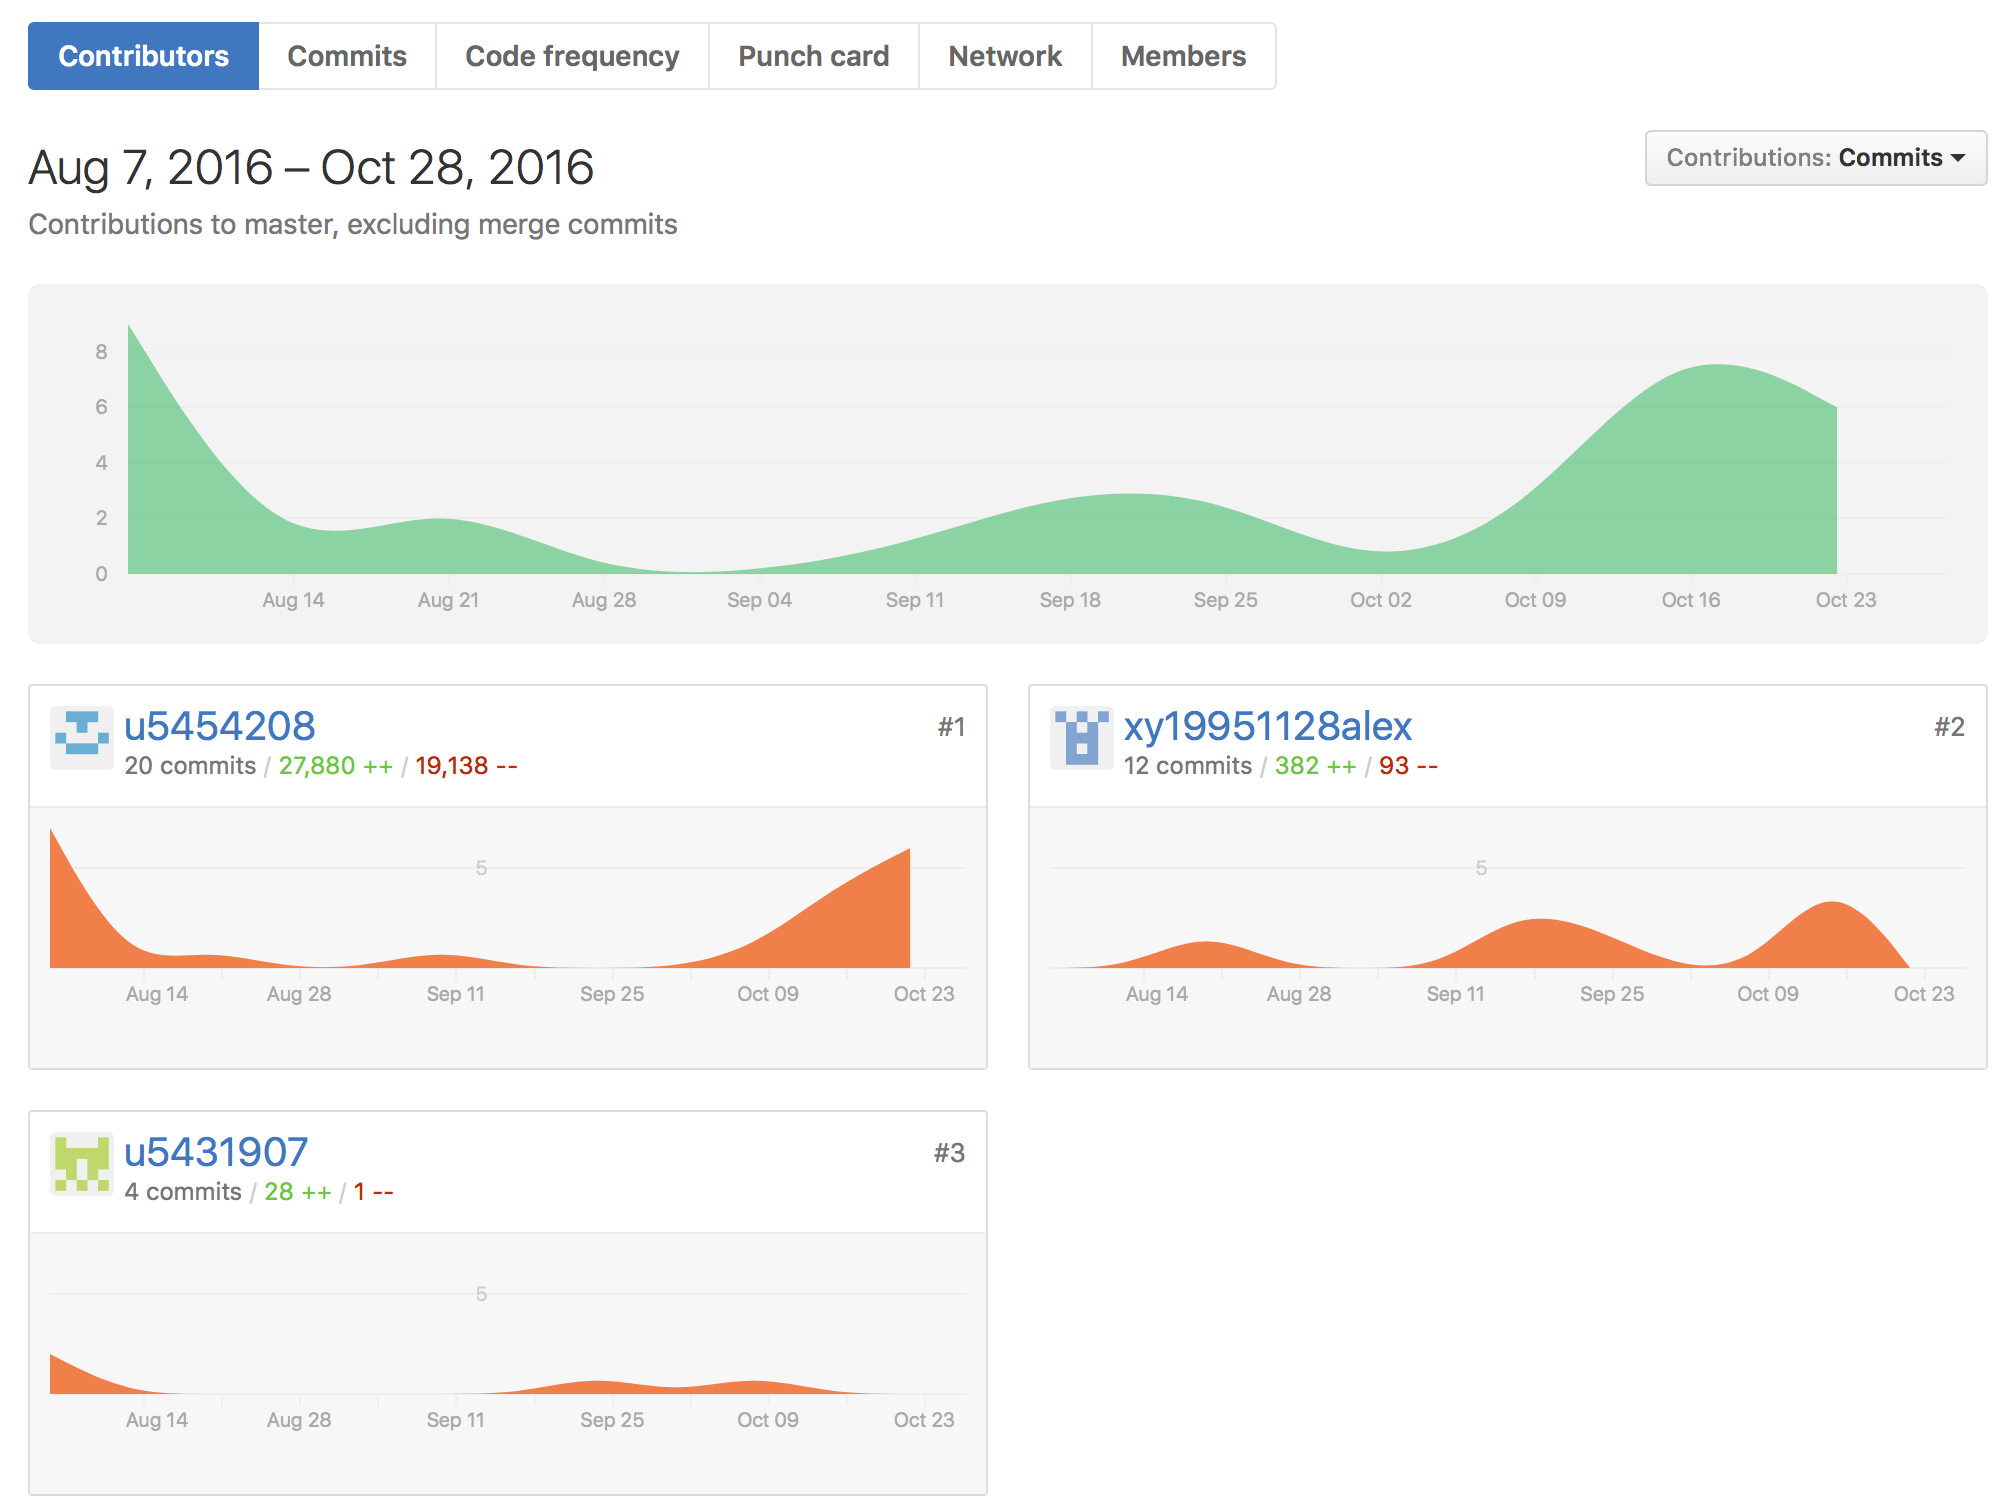 Contributors Commits Code frequency Punch card Network Members
Aug 7, 2016 – Oct 28, 2016
Contributions: Commits
Contributions to master, excluding merge commits
8
6
4
2
0
Aug 14 Aug 21 Aug 28 Sep 04 Sep 11 Sep 18 Sep 25 Oct 02 Oct 09 Oct 16 Oct 23
u5454208 #1
20 commits / 27,880 ++ / 19,138 --
5
Aug 14 Aug 28 Sep 11 Sep 25 Oct 09 Oct 23
xy19951128alex #2
12 commits / 382 ++ / 93 --
5
Aug 14 Aug 28 Sep 11 Sep 25 Oct 09 Oct 23
u5431907 #3
4 commits / 28 ++ / 1 --
5
Aug 14 Aug 28 Sep 11 Sep 25 Oct 09 Oct 23